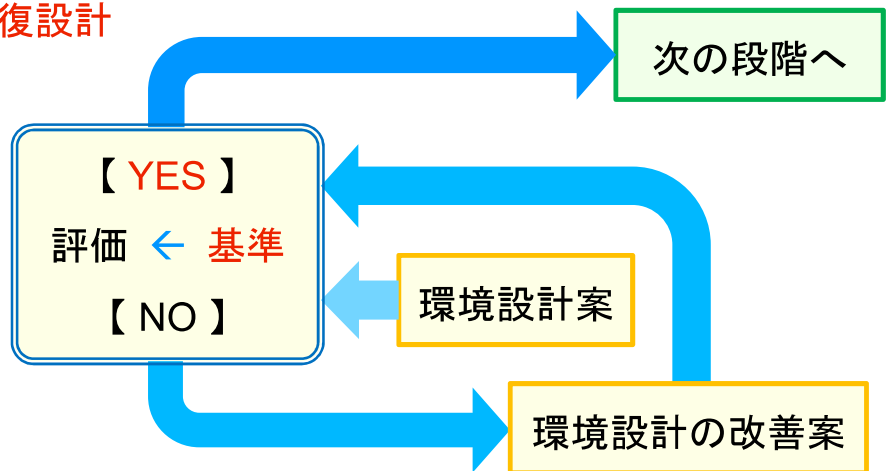 復設計
次の段階へ
【 YES 】
評価 ← 基準
【 NO 】
環境設計案
環境設計の改善案